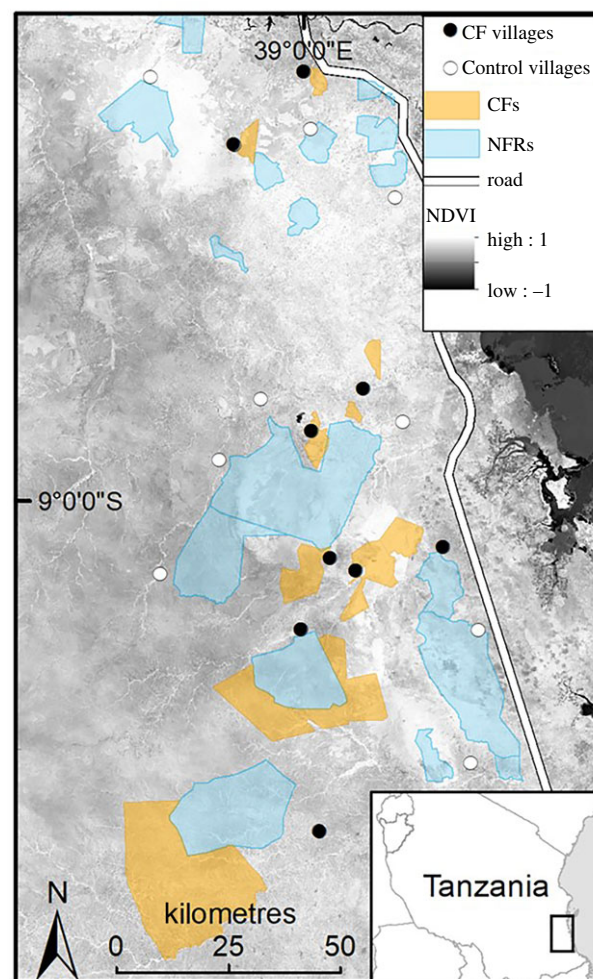 39°0'0"E
CF villages
Control villages
CFs
NFRs
road
NDVI
high : 1
low : –1
9°0'0"S
N
kilometres
0 25 50
Tanzania